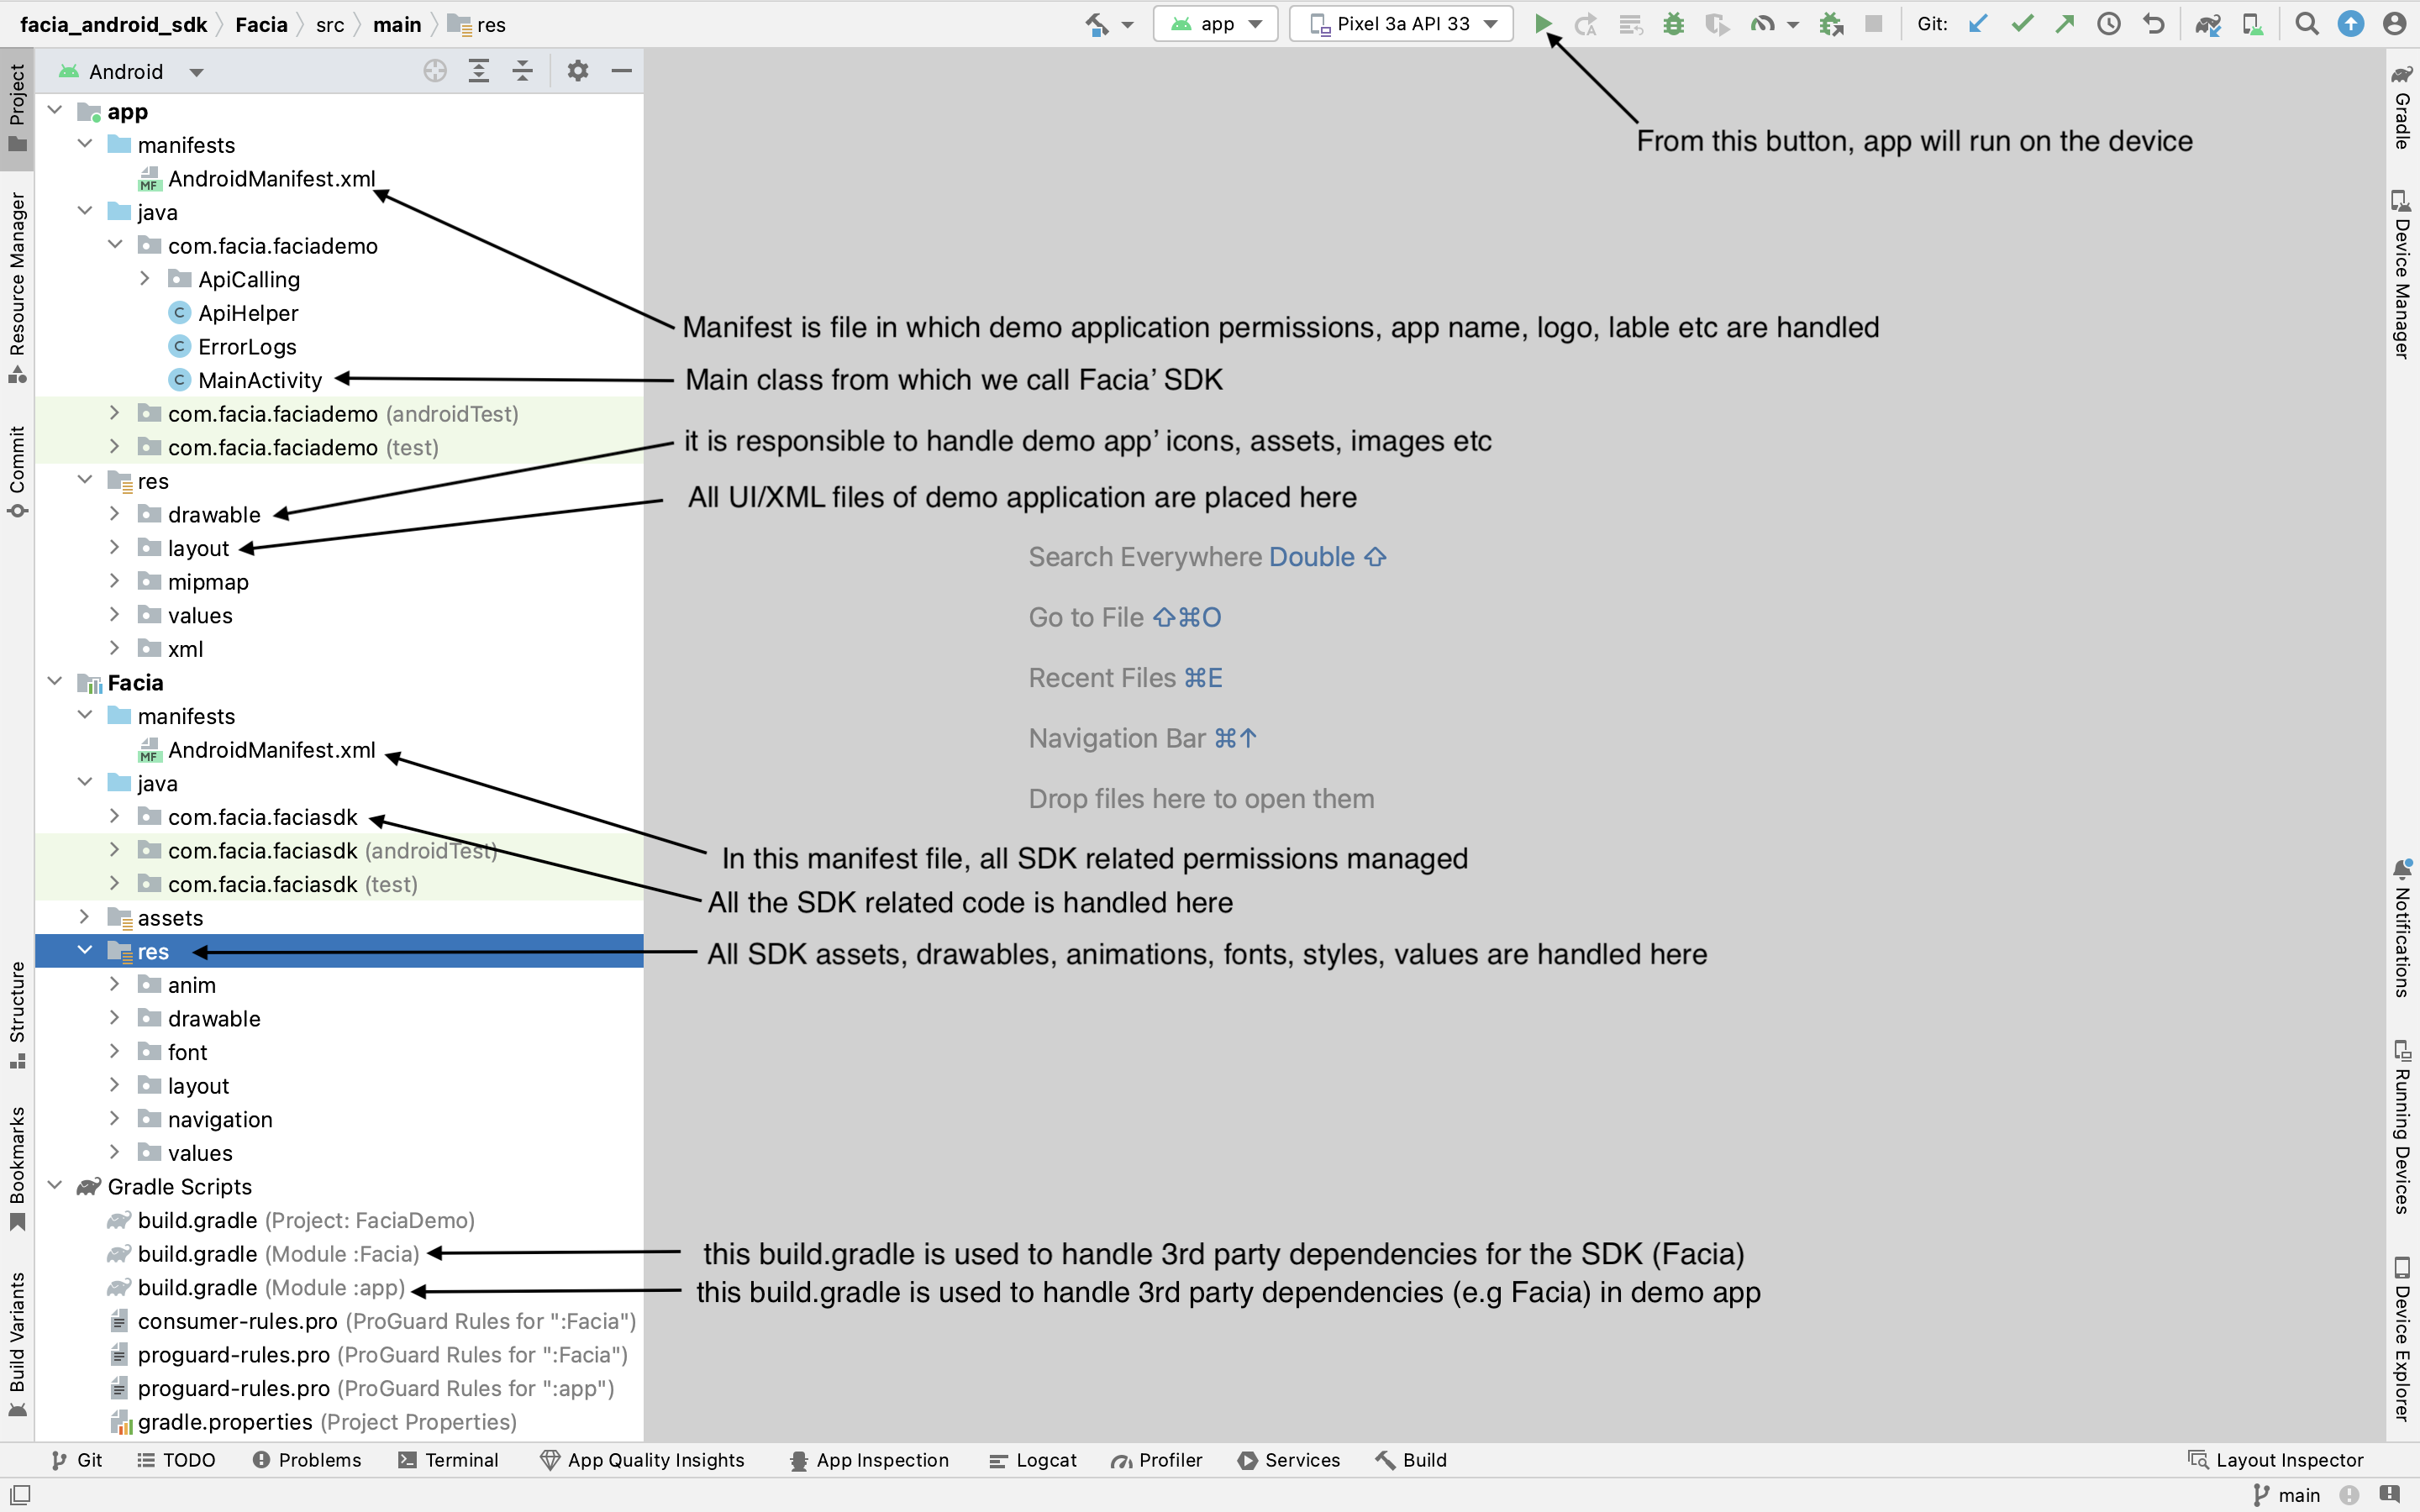 facia_android_sdk Facia src main res
app Pixel 3a API 33 Git:
Android
Project
Resource Manager
Commit
Structure
Bookmarks
Build Variants
app
manifests
AndroidManifest.xml
java
com.facia.faciademo
ApiCalling
ApiHelper
ErrorLogs
MainActivity
com.facia.faciademo (androidTest)
com.facia.faciademo (test)
res
drawable
layout
mipmap
values
xml
Facia
manifests
AndroidManifest.xml
java
com.facia.faciasdk
com.facia.faciasdk (androidTest)
com.facia.faciasdk (test)
assets
res
anim
drawable
font
layout
navigation
values
Gradle Scripts
build.gradle (Project: FaciaDemo)
build.gradle (Module :Facia)
build.gradle (Module :app)
consumer-rules.pro (ProGuard Rules for ":Facia")
proguard-rules.pro (ProGuard Rules for ":Facia")
proguard-rules.pro (ProGuard Rules for ":app")
gradle.properties (Project Properties)
From this button, app will run on the device
Manifest is file in which demo application permissions, app name, logo, lable etc are handled
Main class from which we call Facia’ SDK
it is responsible to handle demo app’ icons, assets, images etc
All UI/XML files of demo application are placed here
Search Everywhere Double ⇧
Go to File ⇧⌘O
Recent Files ⌘E
Navigation Bar ⌘↑
Drop files here to open them
In this manifest file, all SDK related permissions managed
All the SDK related code is handled here
All SDK assets, drawables, animations, fonts, styles, values are handled here
this build.gradle is used to handle 3rd party dependencies for the SDK (Facia)
this build.gradle is used to handle 3rd party dependencies (e.g Facia) in demo app
Gradle
Device Manager
Notifications
Running Devices
Device Explorer
Git TODO Problems Terminal App Quality Insights App Inspection Logcat Profiler Services Build Layout Inspector
main